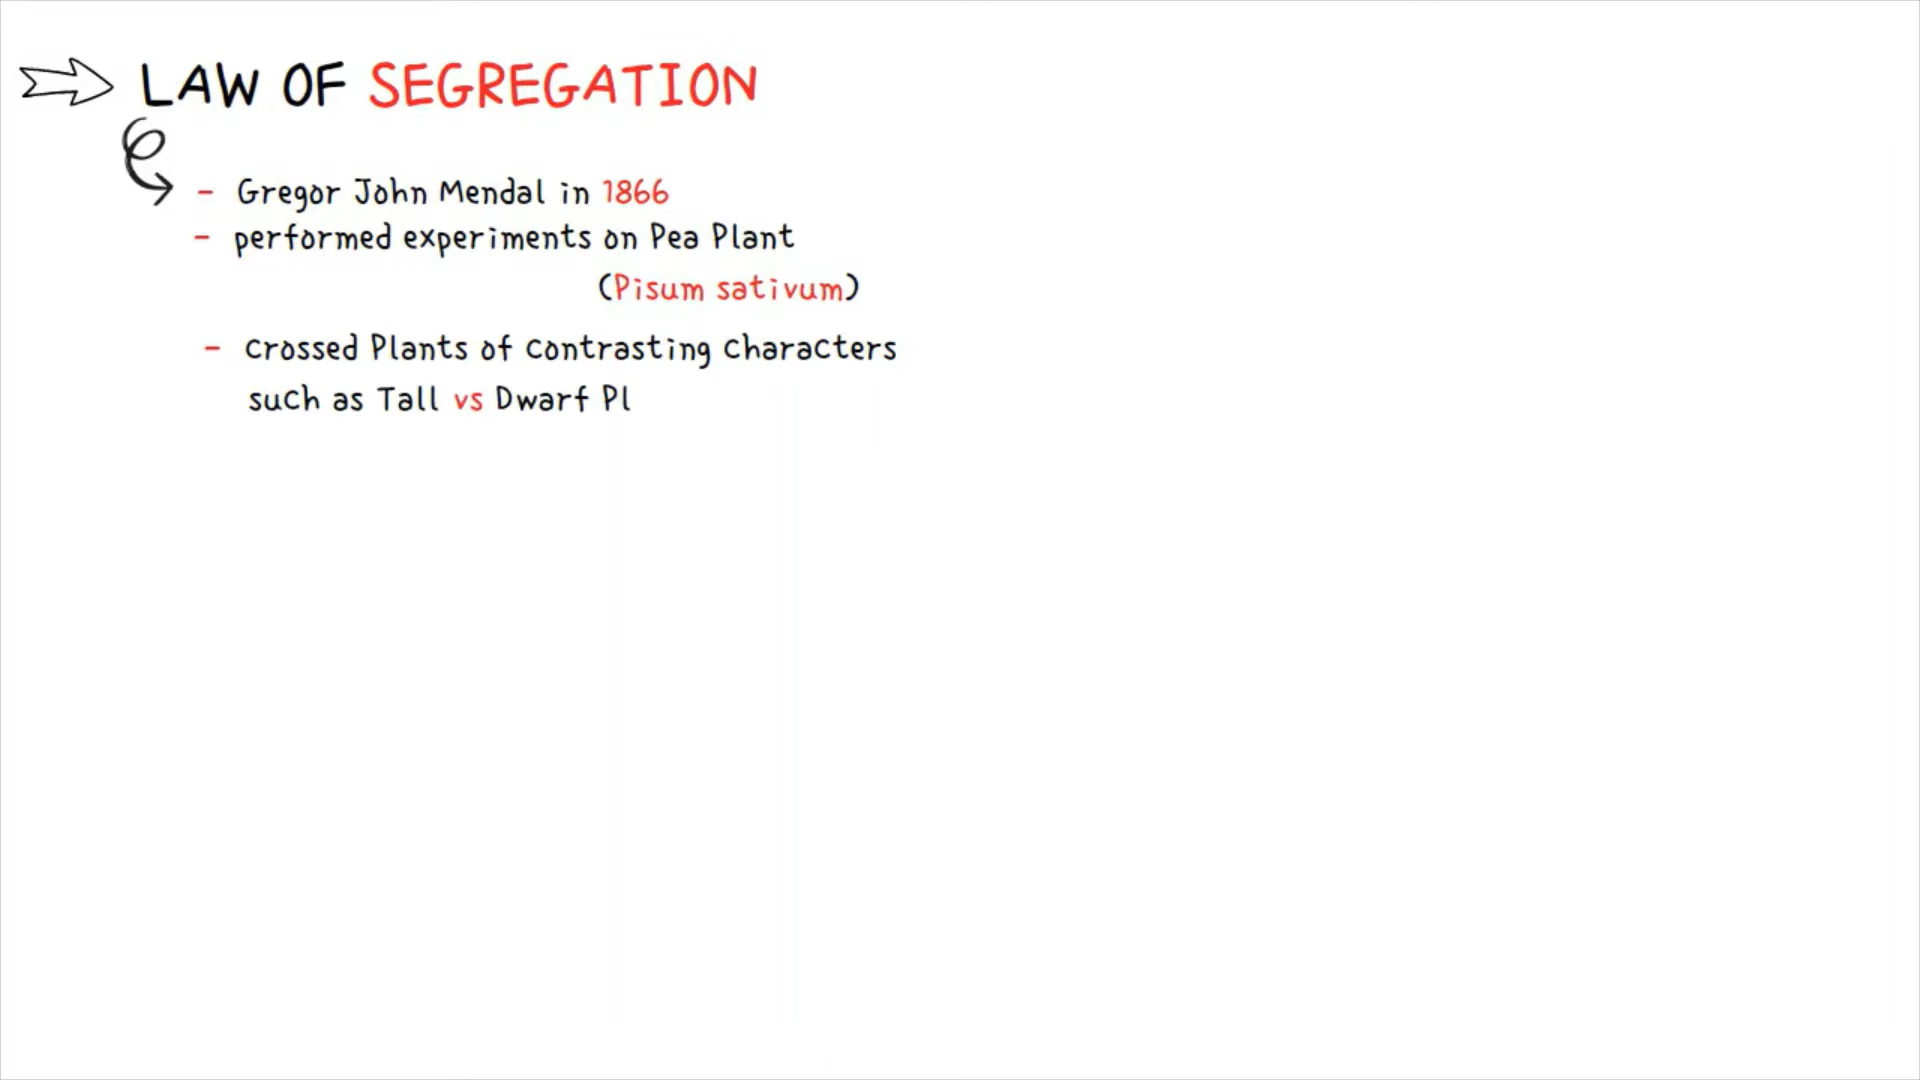 LAW OF SEGREGATION
- Gregor John Mendal in 1866
- performed experiments on Pea Plant
(Pisum sativum)
- crossed Plants of contrasting characters
such as Tall vs Dwarf Pl